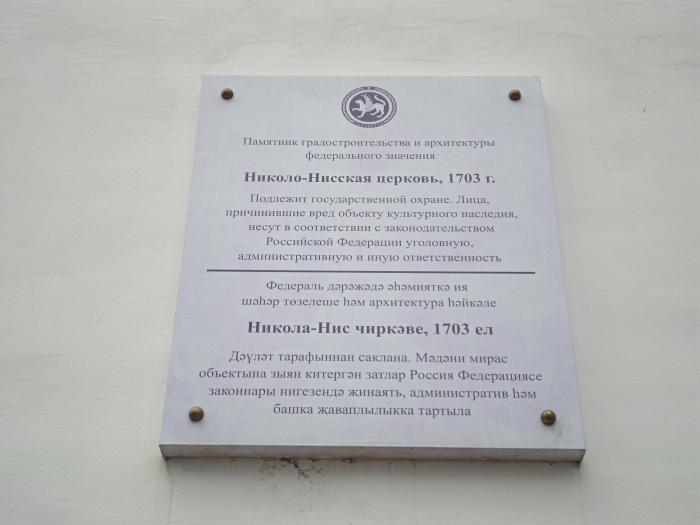 Памятник градостроительства и архитектуры
федерального значения
Николо-Нисская церковь, 1703 г.
Подлежит государственной охране. Лица,
причинившие вред объекту культурного наследия,
несут в соответствии с законодательством
Российской Федерации уголовную,
административную и иную ответственность
Федераль дәрәҗәдә әһәмияткә ия
шәһәр төзелеше һәм архитектура һәйкәле
Никола-Нис чиркәве, 1703 ел
Дәүләт тарафыннан саклана. Мәдәни мирас
объектына зыян китергән затлар Россия Федерациясе
законнары нигезендә җинаять, административ һәм
башка җаваплылыкка тартыла